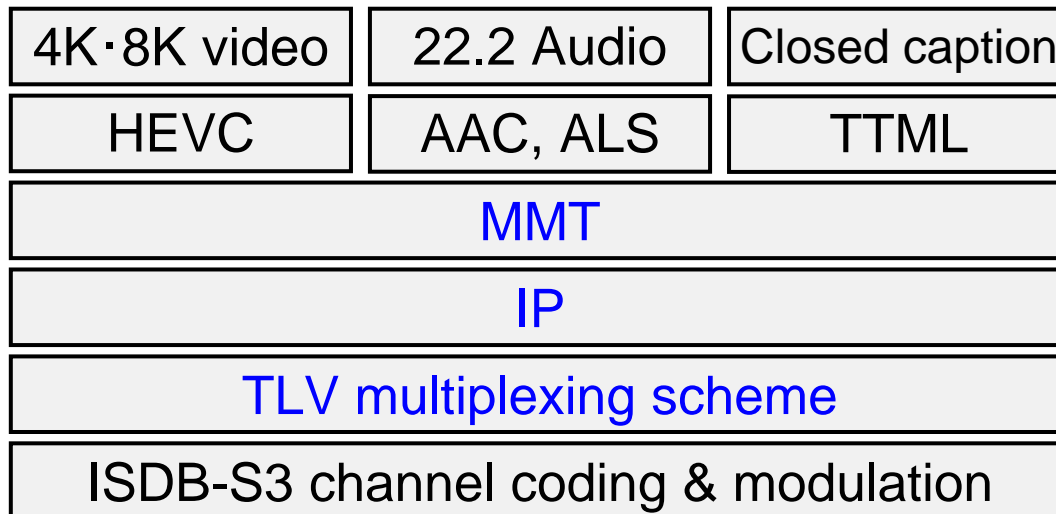 4K·8K video 22.2 Audio Closed caption
HEVC AAC, ALS TTML
MMT
IP
TLV multiplexing scheme
ISDB-S3 channel coding & modulation